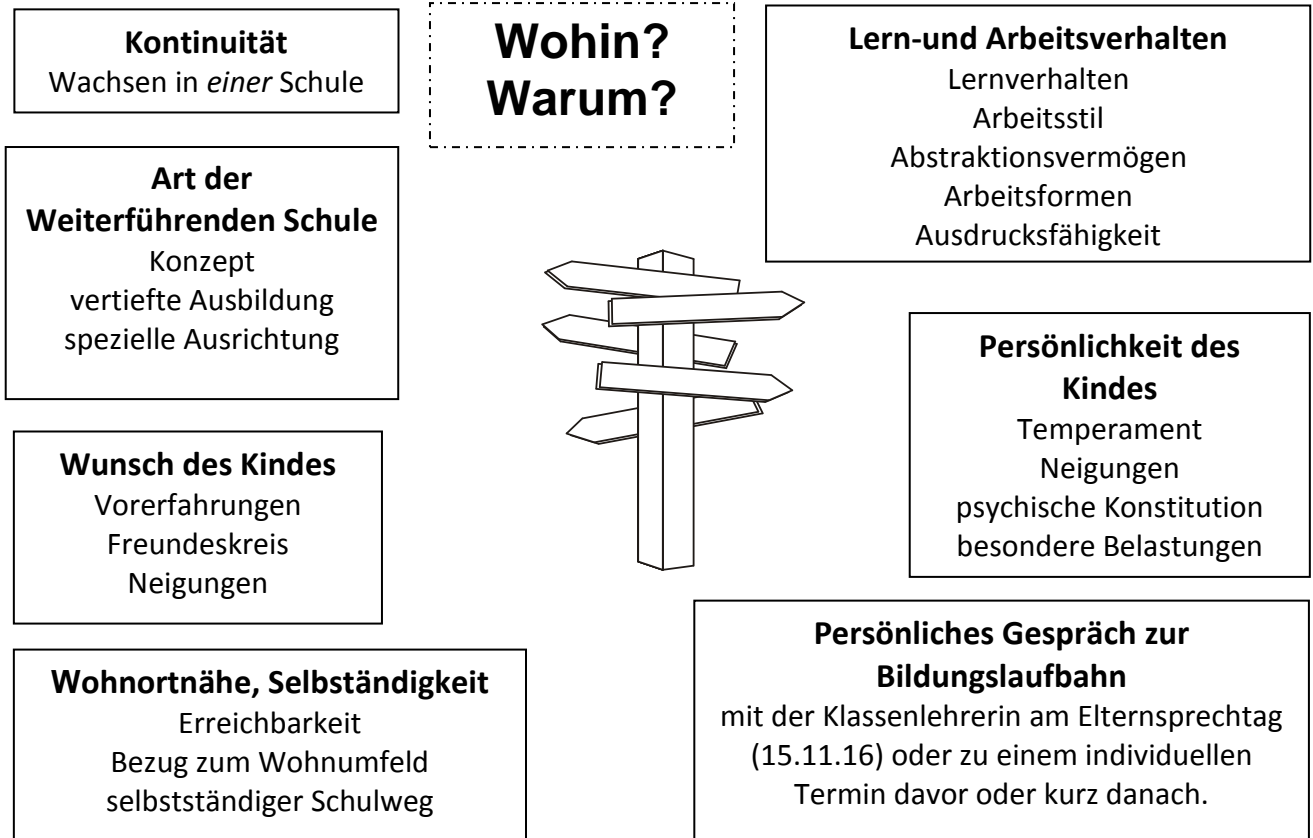 Kontinuität
Wachsen in einer Schule
Wohin?
Warum?
Lern-und Arbeitsverhalten
Lernverhalten
Arbeitsstil
Abstraktionsvermögen
Arbeitsformen
Ausdrucksfähigkeit
Art der
Weiterführenden Schule
Konzept
vertiefte Ausbildung
spezielle Ausrichtung
Persönlichkeit des
Kindes
Temperament
Neigungen
psychische Konstitution
besondere Belastungen
Wunsch des Kindes
Vorerfahrungen
Freundeskreis
Neigungen
Persönliches Gespräch zur
Bildungslaufbahn
mit der Klassenlehrerin am Elternsprechtag
(15.11.16) oder zu einem individuellen
Termin davor oder kurz danach.
Wohnortnähe, Selbständigkeit
Erreichbarkeit
Bezug zum Wohnumfeld
selbstständiger Schulweg